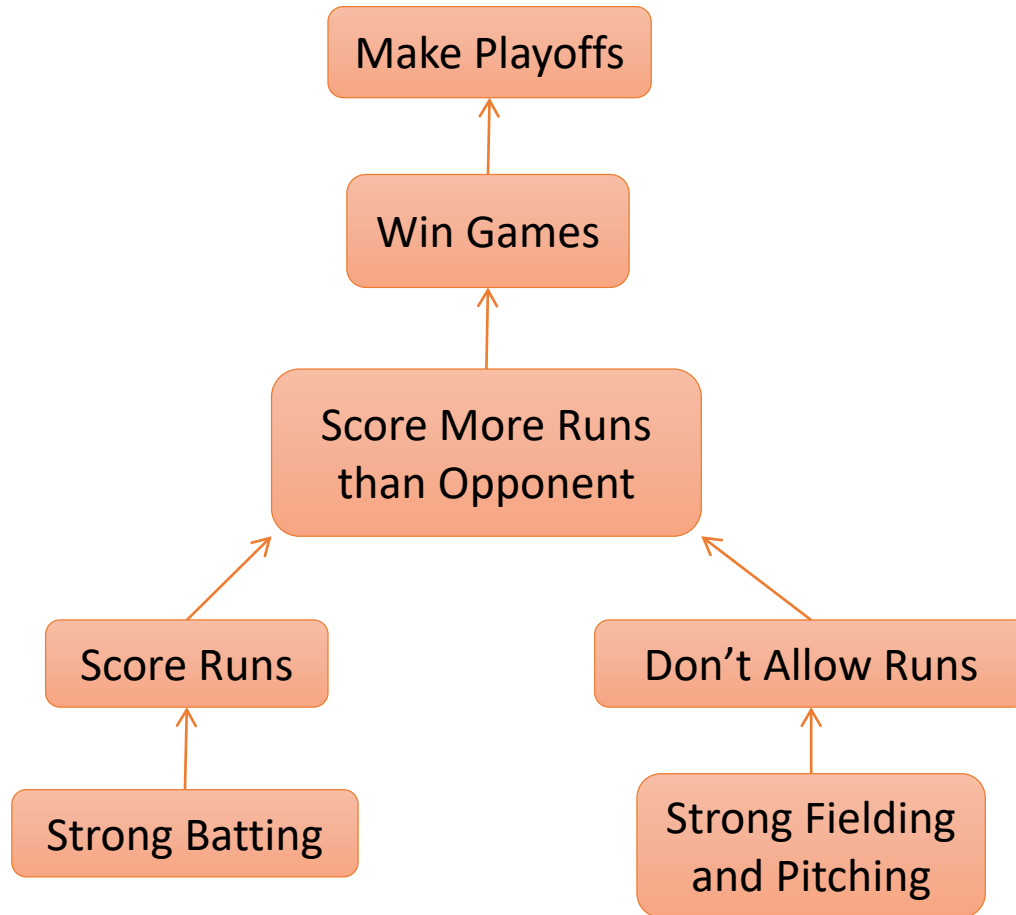 Make Playoffs
Win Games
Score More Runs
than Opponent
Score Runs
Don’t Allow Runs
Strong Batting
Strong Fielding
and Pitching